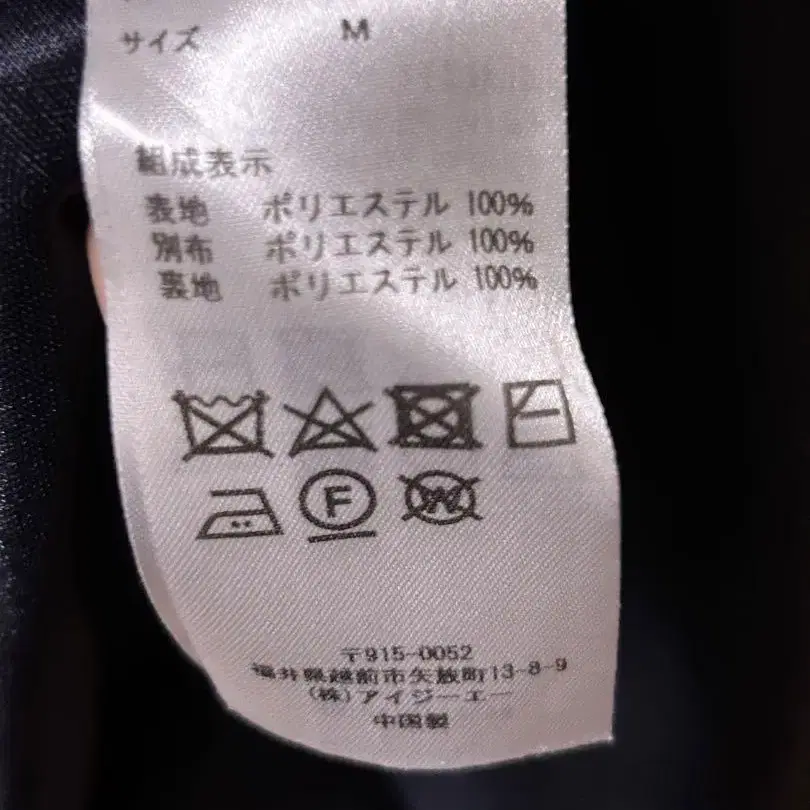 サイズ M
組成表示
表地 ポリエステル 100%
別布 ポリエステル 100%
裏地 ポリエステル 100%
F
W
〒915-0052
福井県越前市矢放町13-8-9
(株)アイジーエー
中国製